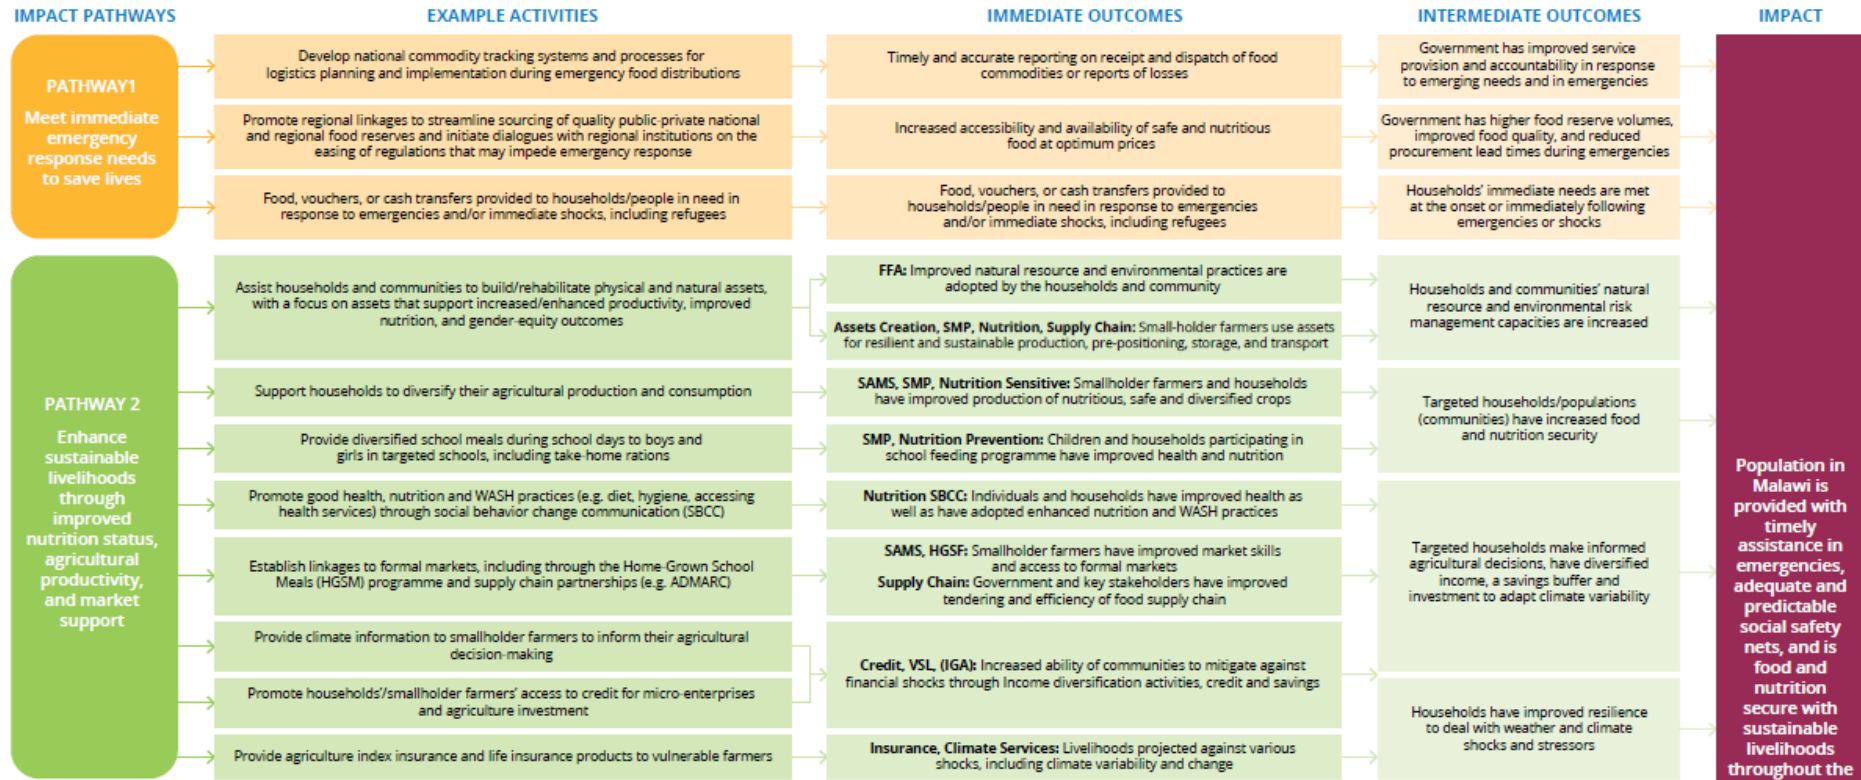 IMPACT PATHWAYS
EXAMPLE ACTIVITIES
IMMEDIATE OUTCOMES
INTERMEDIATE OUTCOMES
IMPACT
PATHWAY1
Meet immediate
emergency
response needs
to save lives
Develop national commodity tracking systems and processes for
logistics planning and implementation during emergency food distributions
Timely and accurate reporting on receipt and dispatch of food
commodities or reports of losses
Government has improved service
provision and accountability in response
to emerging needs and in emergencies
Promote regional linkages to streamline sourcing of quality public-private national
and regional food reserves and initiate dialogues with regional institutions on the
easing of regulations that may impede emergency response
Increased accessibility and availability of safe and nutritious
food at optimum prices
Government has higher food reserve volumes,
improved food quality, and reduced
procurement lead times during emergencies
Food, vouchers, or cash transfers provided to households/people in need in
response to emergencies and/or immediate shocks, including refugees
Food, vouchers, or cash transfers provided to
households/people in need in response to emergencies
and/or immediate shocks, including refugees
Households' immediate needs are met
at the onset or immediately following
emergencies or shocks
PATHWAY 2
Enhance
sustainable
livelihoods
through
improved
nutrition status,
agricultural
productivity,
and market
support
Assist households and communities to build/rehabilitate physical and natural assets,
with a focus on assets that support increased/enhanced productivity, improved
nutrition, and gender-equity outcomes
FFA: Improved natural resource and environmental practices are
adopted by the households and community
Assets Creation, SMP, Nutrition, Supply Chain: Small-holder farmers use assets
for resilient and sustainable production, pre-positioning, storage, and transport
Households and communities' natural
resource and environmental risk
management capacities are increased
Support households to diversify their agricultural production and consumption
SAMS, SMP, Nutrition Sensitive: Smallholder farmers and households
have improved production of nutritious, safe and diversified crops
Targeted households/populations
(communities) have increased food
and nutrition security
Provide diversified school meals during school days to boys and
girls in targeted schools, including take-home rations
SMP, Nutrition Prevention: Children and households participating in
school feeding programme have improved health and nutrition
Promote good health, nutrition and WASH practices (e.g. diet, hygiene, accessing
health services) through social behavior change communication (SBCC)
Nutrition SBCC: Individuals and households have improved health as
well as have adopted enhanced nutrition and WASH practices
Targeted households make informed
agricultural decisions, have diversified
income, a savings buffer and
investment to adapt climate variability
Establish linkages to formal markets, including through the Home-Grown School
Meals (HGSM) programme and supply chain partnerships (e.g. ADMARC)
SAMS, HGSF: Smallholder farmers have improved market skills
and access to formal markets
Supply Chain: Government and key stakeholders have improved
tendering and efficiency of food supply chain
Provide climate information to smallholder farmers to inform their agricultural
decision-making
Credit, VSL, (IGA): Increased ability of communities to mitigate against
financial shocks through Income diversification activities, credit and savings
Promote households'/smallholder farmers' access to credit for micro-enterprises
and agriculture investment
Households have improved resilience
to deal with weather and climate
shocks and stressors
Provide agriculture index insurance and life insurance products to vulnerable farmers
Insurance, Climate Services: Livelihoods projected against various
shocks, including climate variability and change
Population in
Malawi is
provided with
timely
assistance in
emergencies,
adequate and
predictable
social safety
nets, and is
food and
nutrition
secure with
sustainable
livelihoods
throughout the